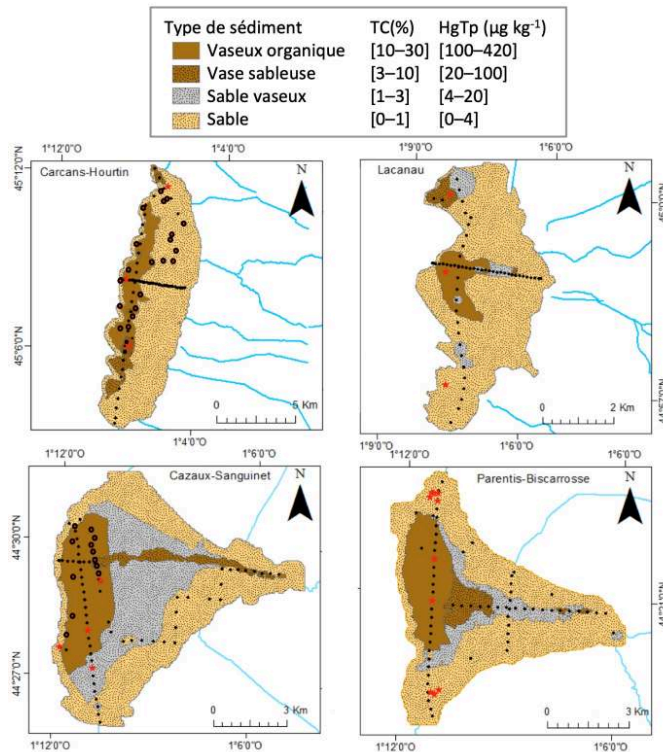 Type de sédiment TC(%) HgTp (µg kg⁻¹)
Vaseux organique [10–30] [100–420]
Vase sableuse [3–10] [20–100]
Sable vaseux [1–3] [4–20]
Sable [0–1] [0–4]
1°12'0"O 1°4'0"O
1°9'0"O 1°6'0"O
45°12'0"N
Carcans-Hourtin
N
45°6'0"N
0 5 Km
1°4'0"O
Lacanau
N
0 2 Km
1°9'0"O 1°6'0"O
1°12'0"O 1°6'0"O
Cazaux-Sanguinet
N
44°30'0"N
44°27'0"N
0 3 Km
1°6'0"O
1°12'0"O 1°6'0"O
Parentis-Biscarrosse
N
0 3 Km
1°12'0"O 1°6'0"O